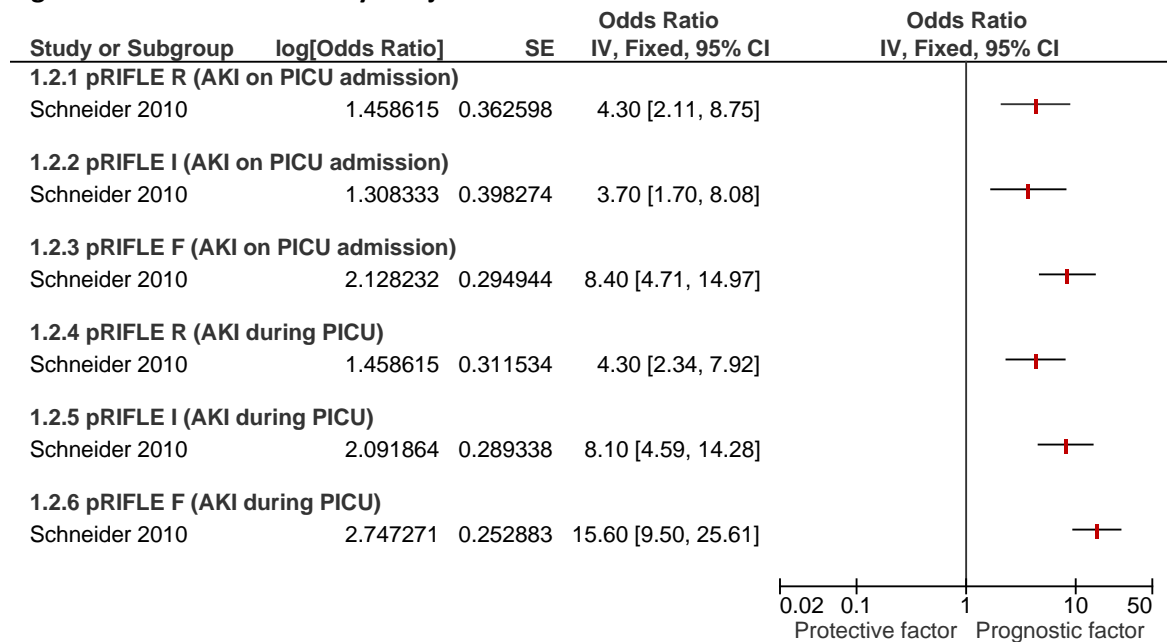 Odds Ratio Odds Ratio
Study or Subgroup log[Odds Ratio] SE IV, Fixed, 95% CI IV, Fixed, 95% CI
1.2.1 pRIFLE R (AKI on PICU admission)
Schneider 2010 1.458615 0.362598 4.30 [2.11, 8.75]
1.2.2 pRIFLE I (AKI on PICU admission)
Schneider 2010 1.308333 0.398274 3.70 [1.70, 8.08]
1.2.3 pRIFLE F (AKI on PICU admission)
Schneider 2010 2.128232 0.294944 8.40 [4.71, 14.97]
1.2.4 pRIFLE R (AKI during PICU)
Schneider 2010 1.458615 0.311534 4.30 [2.34, 7.92]
1.2.5 pRIFLE I (AKI during PICU)
Schneider 2010 2.091864 0.289338 8.10 [4.59, 14.28]
1.2.6 pRIFLE F (AKI during PICU)
Schneider 2010 2.747271 0.252883 15.60 [9.50, 25.61]
0.02 0.1 1 10 50
Protective factor Prognostic factor